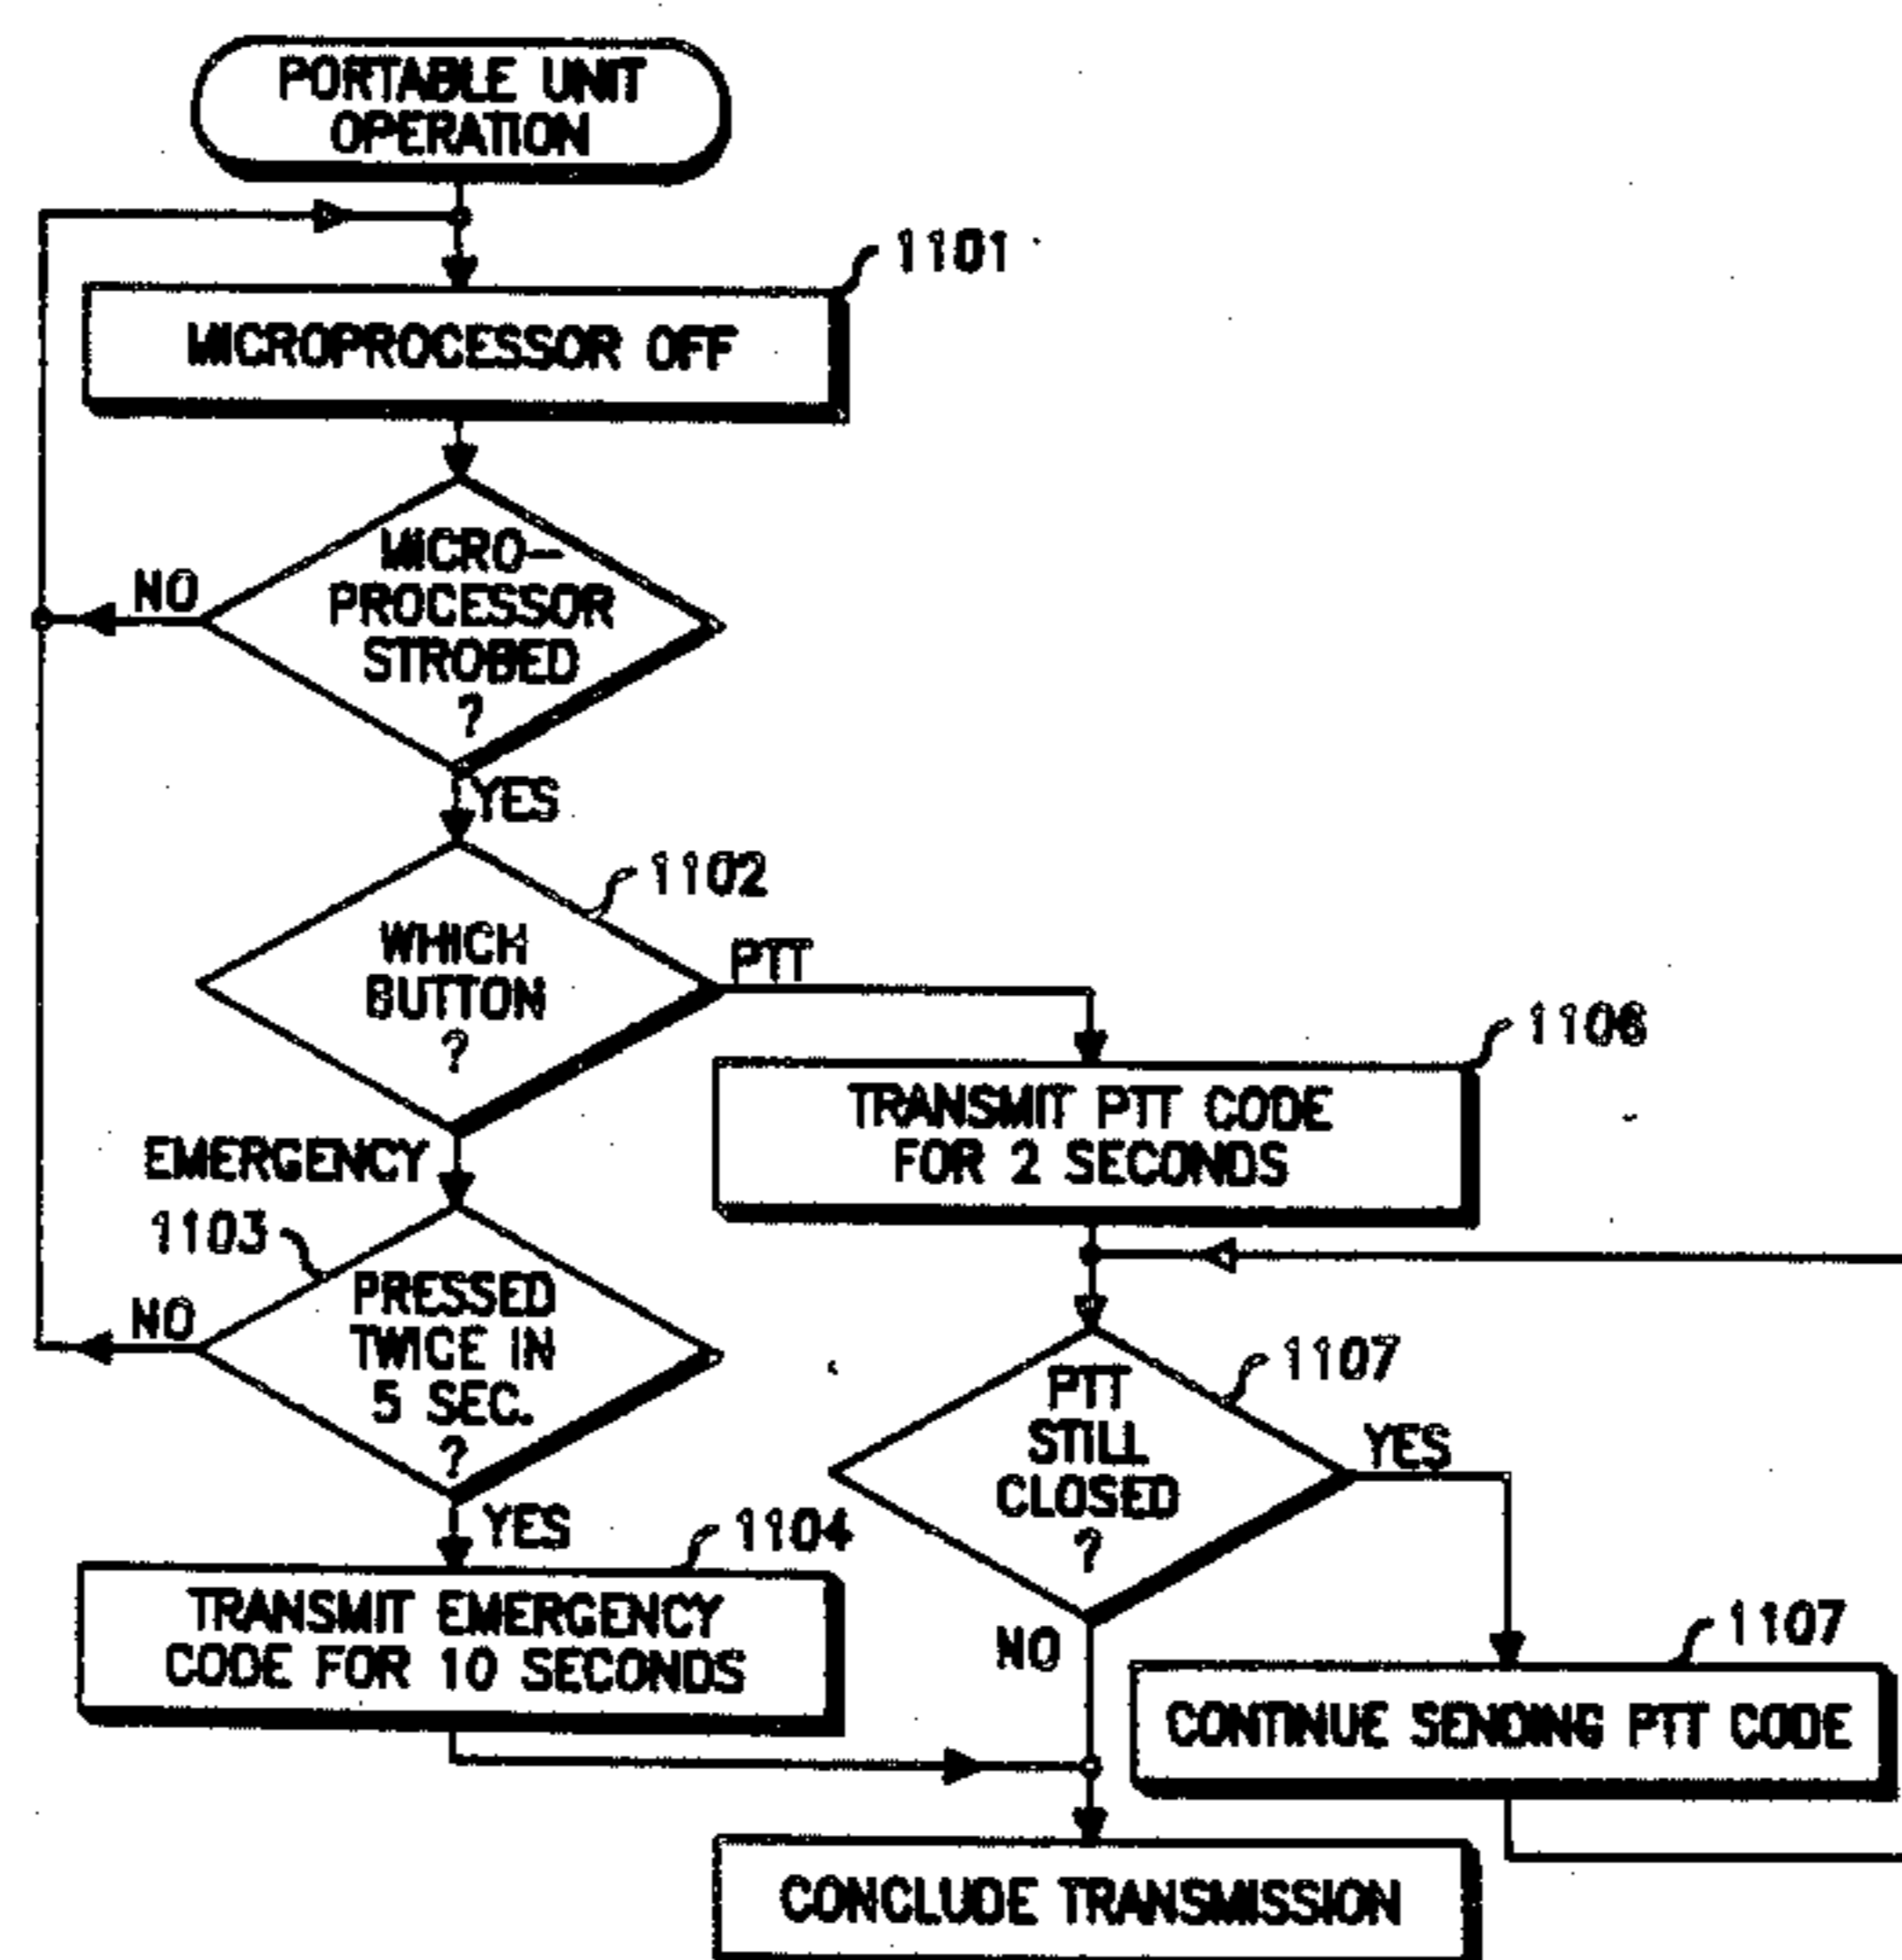 PORTABLE UNIT
OPERATION
1101
MICROPROCESSOR OFF
MICRO-
PROCESSOR
STROBED
?
NO
YES
1102
WHICH
BUTTON
?
PTT
1106
TRANSMIT PTT CODE
FOR 2 SECONDS
EMERGENCY
1103
PRESSED
TWICE IN
5 SEC.
?
NO
YES
1107
PTT
STILL
CLOSED
?
YES
NO
1104
TRANSMIT EMERGENCY
CODE FOR 10 SECONDS
1107
CONTINUE SENDING PTT CODE
CONCLUDE TRANSMISSION